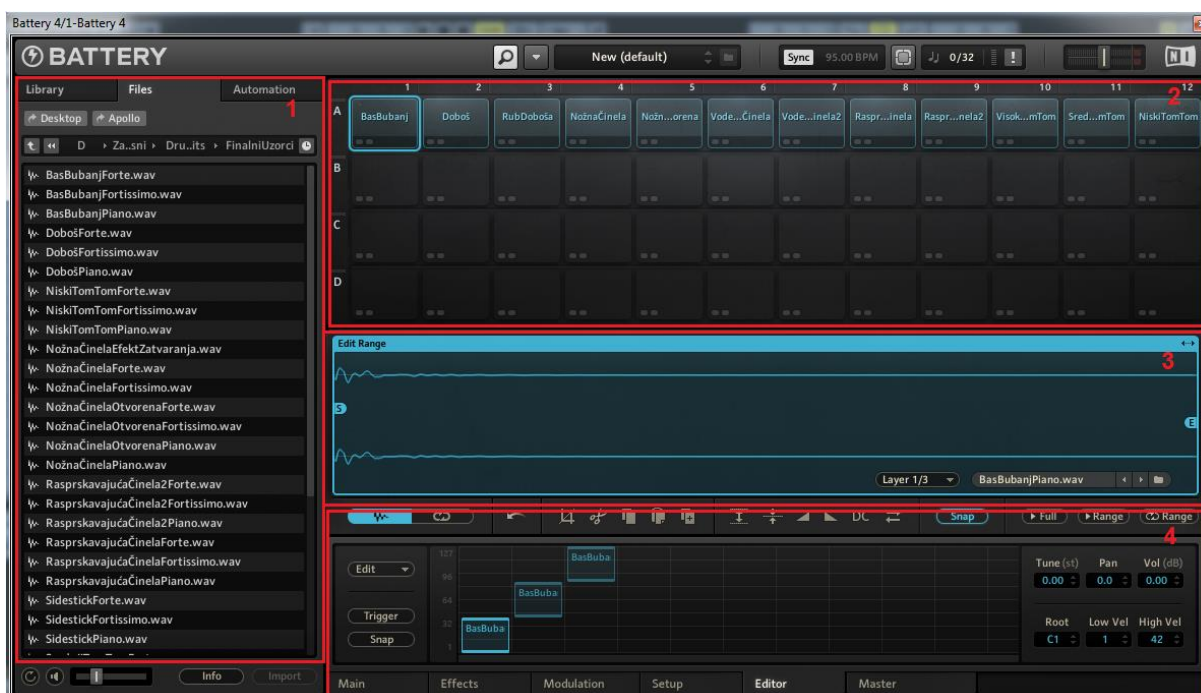 Battery 4/1-Battery 4
BATTERY
New (default)
Sync 95.00 BPM
0/32
!
NI
Library Files Automation
1
Desktop Apollo
D Za..sni Dru..its FinalniUzorci
BasBubanjForte.wav
BasBubanjFortissimo.wav
BasBubanjPiano.wav
DobošForte.wav
DobošFortissimo.wav
DobošPiano.wav
NiskiTomTomForte.wav
NiskiTomTomFortissimo.wav
NiskiTomTomPiano.wav
NožnaČinelaEfektZatvaranja.wav
NožnaČinelaForte.wav
NožnaČinelaFortissimo.wav
NožnaČinelaOtvorenaForte.wav
NožnaČinelaOtvorenaFortissimo.wav
NožnaČinelaOtvorenaPiano.wav
NožnaČinelaPiano.wav
RasprskavajućaČinela2Forte.wav
RasprskavajućaČinela2Fortissimo.wav
RasprskavajućaČinela2Piano.wav
RasprskavajućaČinelaForte.wav
RasprskavajućaČinelaFortissimo.wav
RasprskavajućaČinelaPiano.wav
SidestickForte.wav
SidestickFortissimo.wav
SidestickPiano.wav
Info Import
1 2 3 4 5 6 7 8 9 10 11 12
2
A BasBubanj Doboš RubDoboša NožnaČinela Nožn...orena Vode...Činela Vode...inela2 Raspr...inela Raspr...nela2 Visok...mTom Sred...mTom NiskiTomTom
B
C
D
Edit Range
3
S
E
Layer 1/3 BasBubanjPiano.wav
DC Snap Full Range Range
4
Edit
Trigger
Snap
127
96
64
32
1
BasBuba
BasBuba
BasBuba
Tune (st) Pan Vol (dB)
0.00 0.0 0.00
Root Low Vel High Vel
C1 1 42
Main Effects Modulation Setup Editor Master